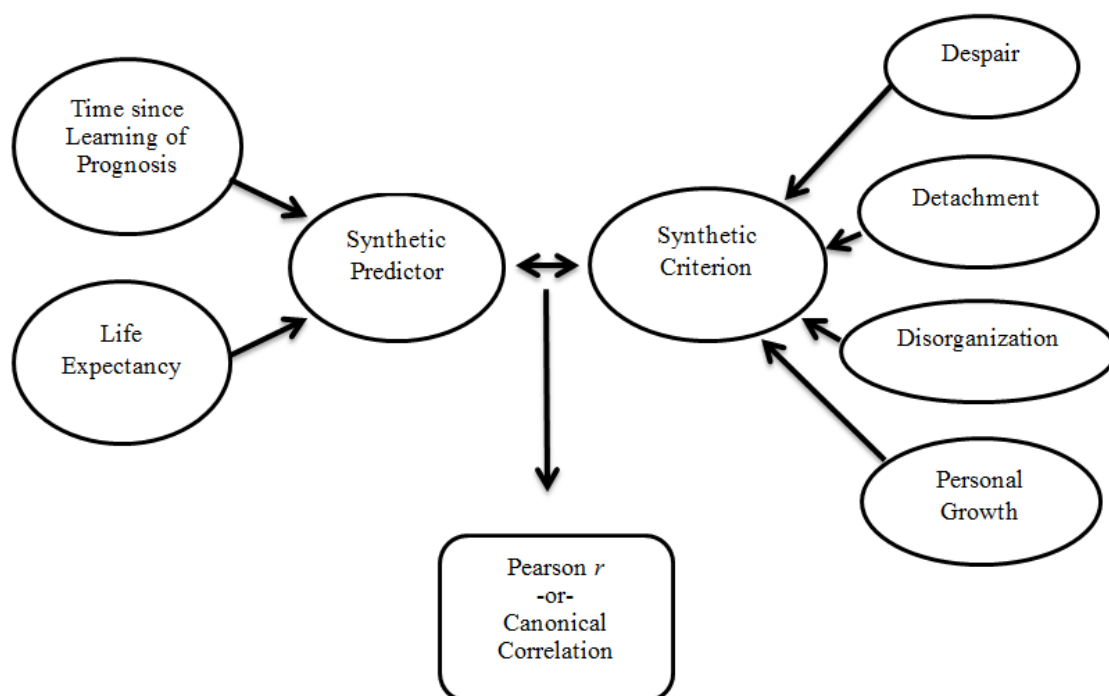 Time since
Learning of
Prognosis
Life
Expectancy
Synthetic
Predictor
Synthetic
Criterion
Despair
Detachment
Disorganization
Personal
Growth
Pearson r
-or-
Canonical
Correlation